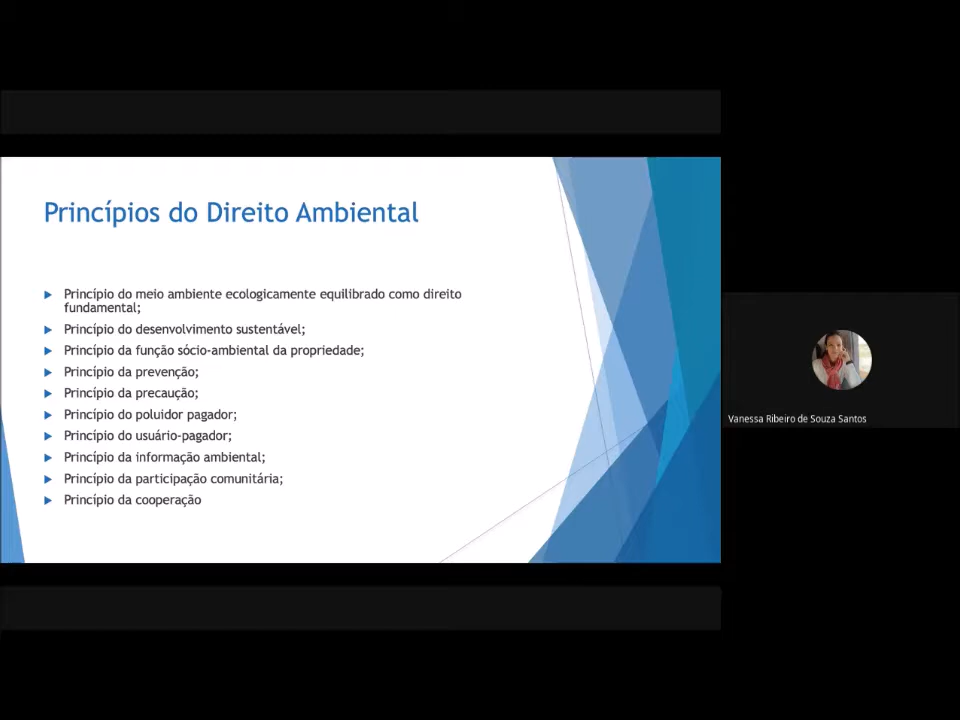 Princípios do Direito Ambiental
Princípio do meio ambiente ecologicamente equilibrado como direito
fundamental;
Princípio do desenvolvimento sustentável;
Princípio da função sócio-ambiental da propriedade;
Princípio da prevenção;
Princípio da precaução;
Princípio do poluidor pagador;
Princípio do usuário-pagador;
Princípio da informação ambiental;
Princípio da participação comunitária;
Princípio da cooperação
Vanessa Ribeiro de Souza Santos